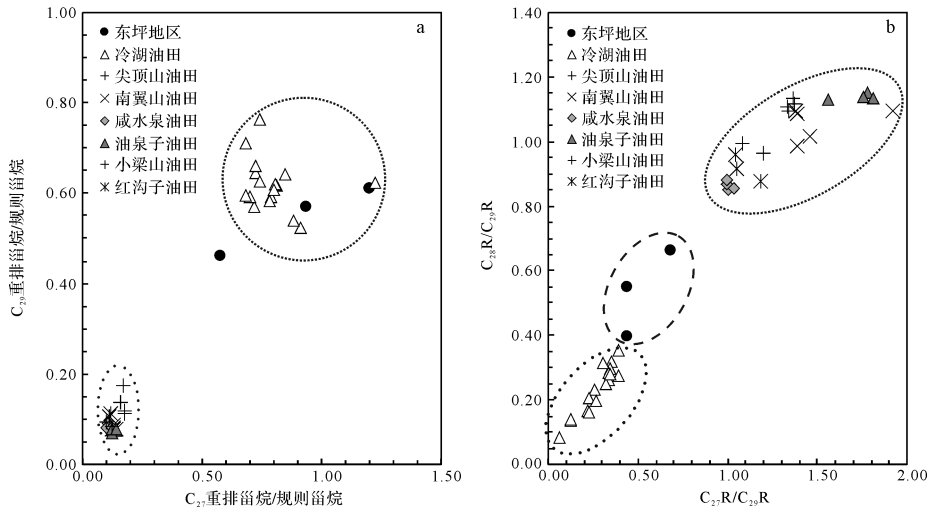 a
1.00
0.80
0.60
0.40
0.20
0.00
C₂₉重排甾烷/规则甾烷
东坪地区
冷湖油田
尖顶山油田
南翼山油田
咸水泉油田
油泉子油田
小梁山油田
红沟子油田
0.00
0.50
1.00
1.50
C₂₇重排甾烷/规则甾烷
b
1.40
1.20
1.00
0.80
0.60
0.40
0.20
0.00
C₂₈R/C₂₉R
东坪地区
冷湖油田
尖顶山油田
南翼山油田
咸水泉油田
油泉子油田
小梁山油田
红沟子油田
0.00
0.50
1.00
1.50
2.00
C₂₇R/C₂₉R